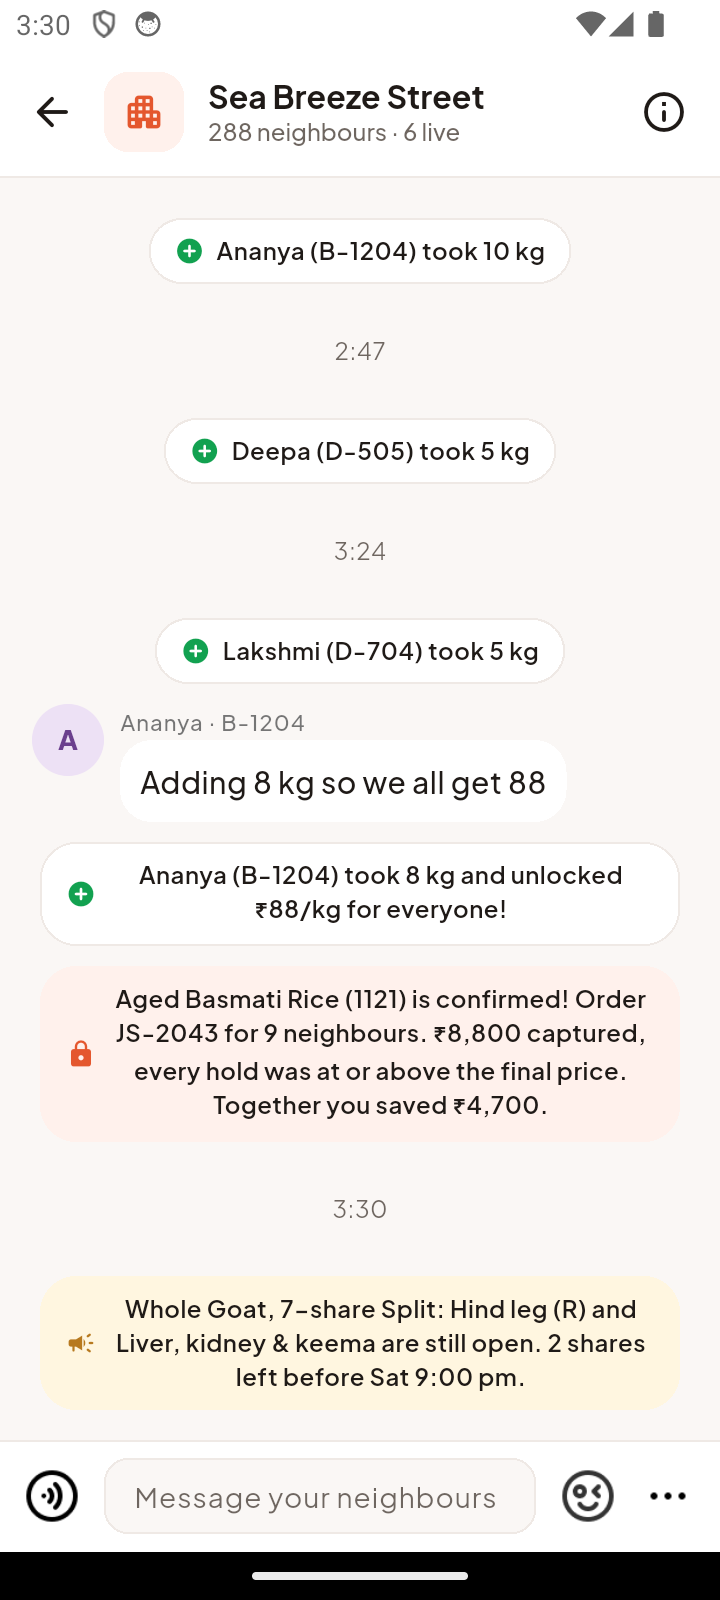 3:30
Sea Breeze Street
288 neighbours · 6 live
Ananya (B-1204) took 10 kg
2:47
Deepa (D-505) took 5 kg
3:24
Lakshmi (D-704) took 5 kg
A
Ananya · B-1204
Adding 8 kg so we all get 88
Ananya (B-1204) took 8 kg and unlocked
₹88/kg for everyone!
Aged Basmati Rice (1121) is confirmed! Order
JS-2043 for 9 neighbours. ₹8,800 captured,
every hold was at or above the final price.
Together you saved ₹4,700.
3:30
Whole Goat, 7-share Split: Hind leg (R) and
Liver, kidney & keema are still open. 2 shares
left before Sat 9:00 pm.
Message your neighbours